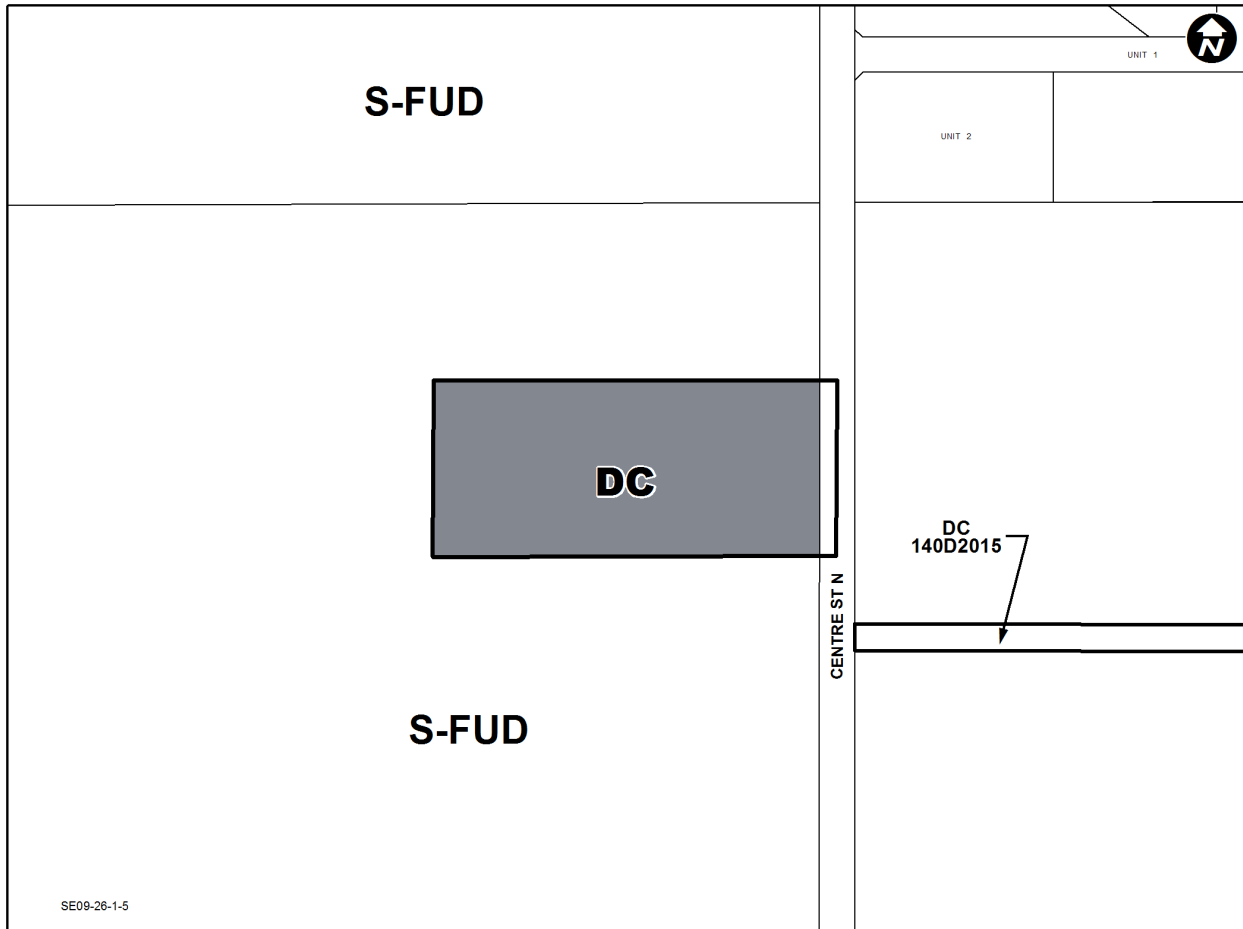 N
UNIT 1
S-FUD
UNIT 2
DC
DC
140D2015
CENTRE ST N
S-FUD
SE09-26-1-5